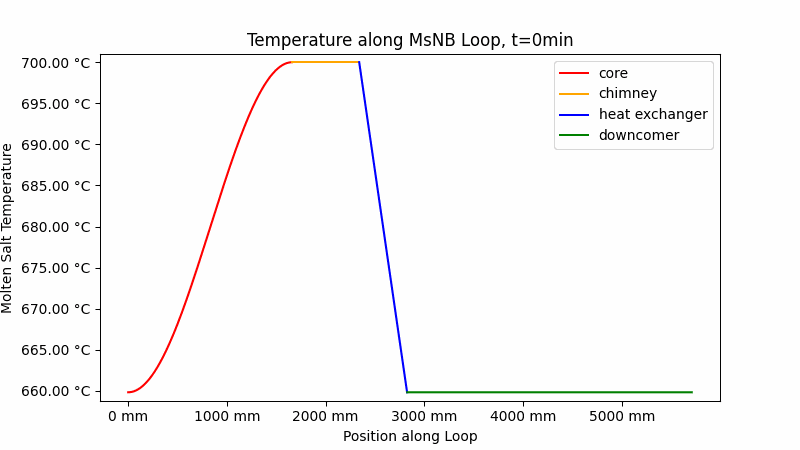 Temperature along MsNB Loop, t=0min
700.00 °C
695.00 °C
690.00 °C
685.00 °C
680.00 °C
675.00 °C
670.00 °C
665.00 °C
660.00 °C
Molten Salt Temperature
core
chimney
heat exchanger
downcomer
0 mm 1000 mm 2000 mm 3000 mm 4000 mm 5000 mm
Position along Loop